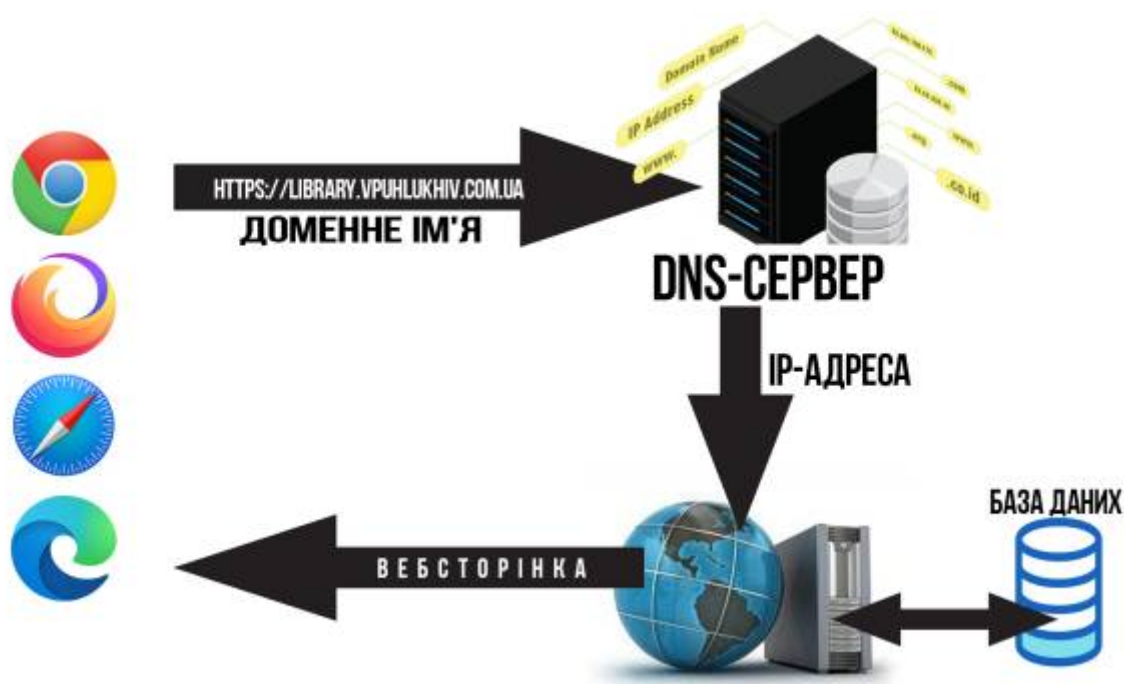 Domain Name
IP Address
www.
.com
.org
www
.co.id
HTTPS://LIBRARY.VPUHLUKHIV.COM.UA
ДОМЕННЕ ІМ'Я
DNS-СЕРВЕР
IP-АДРЕСА
БАЗА ДАНИХ
ВЕБСТОРІНКА